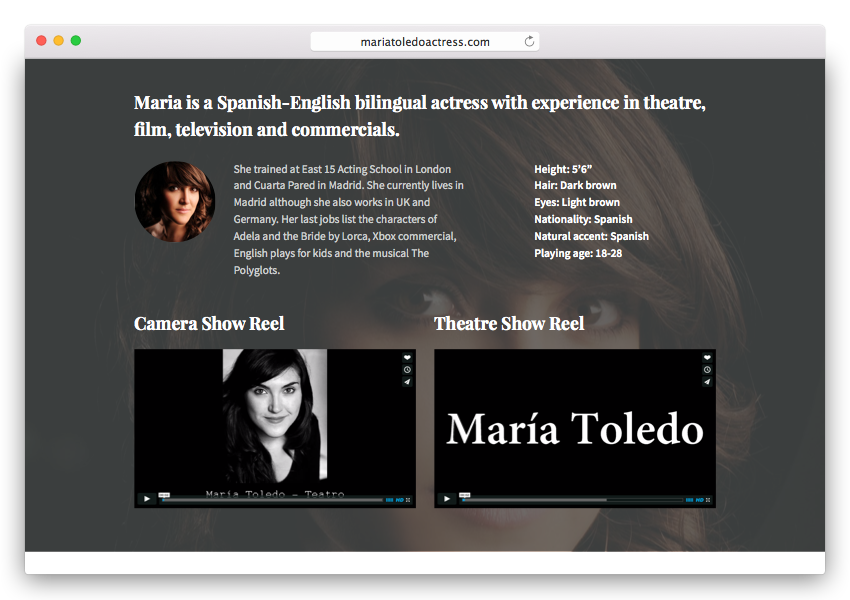 mariatoledoactress.com
Maria is a Spanish-English bilingual actress with experience in theatre,
film, television and commercials.
She trained at East 15 Acting School in London
and Cuarta Pared in Madrid. She currently lives in
Madrid although she also works in UK and
Germany. Her last jobs list the characters of
Adela and the Bride by Lorca, Xbox commercial,
English plays for kids and the musical The
Polyglots.
Height: 5’6”
Hair: Dark brown
Eyes: Light brown
Nationality: Spanish
Natural accent: Spanish
Playing age: 18-28
Camera Show Reel
Theatre Show Reel
María Toledo - Teatro
HD
María Toledo
HD